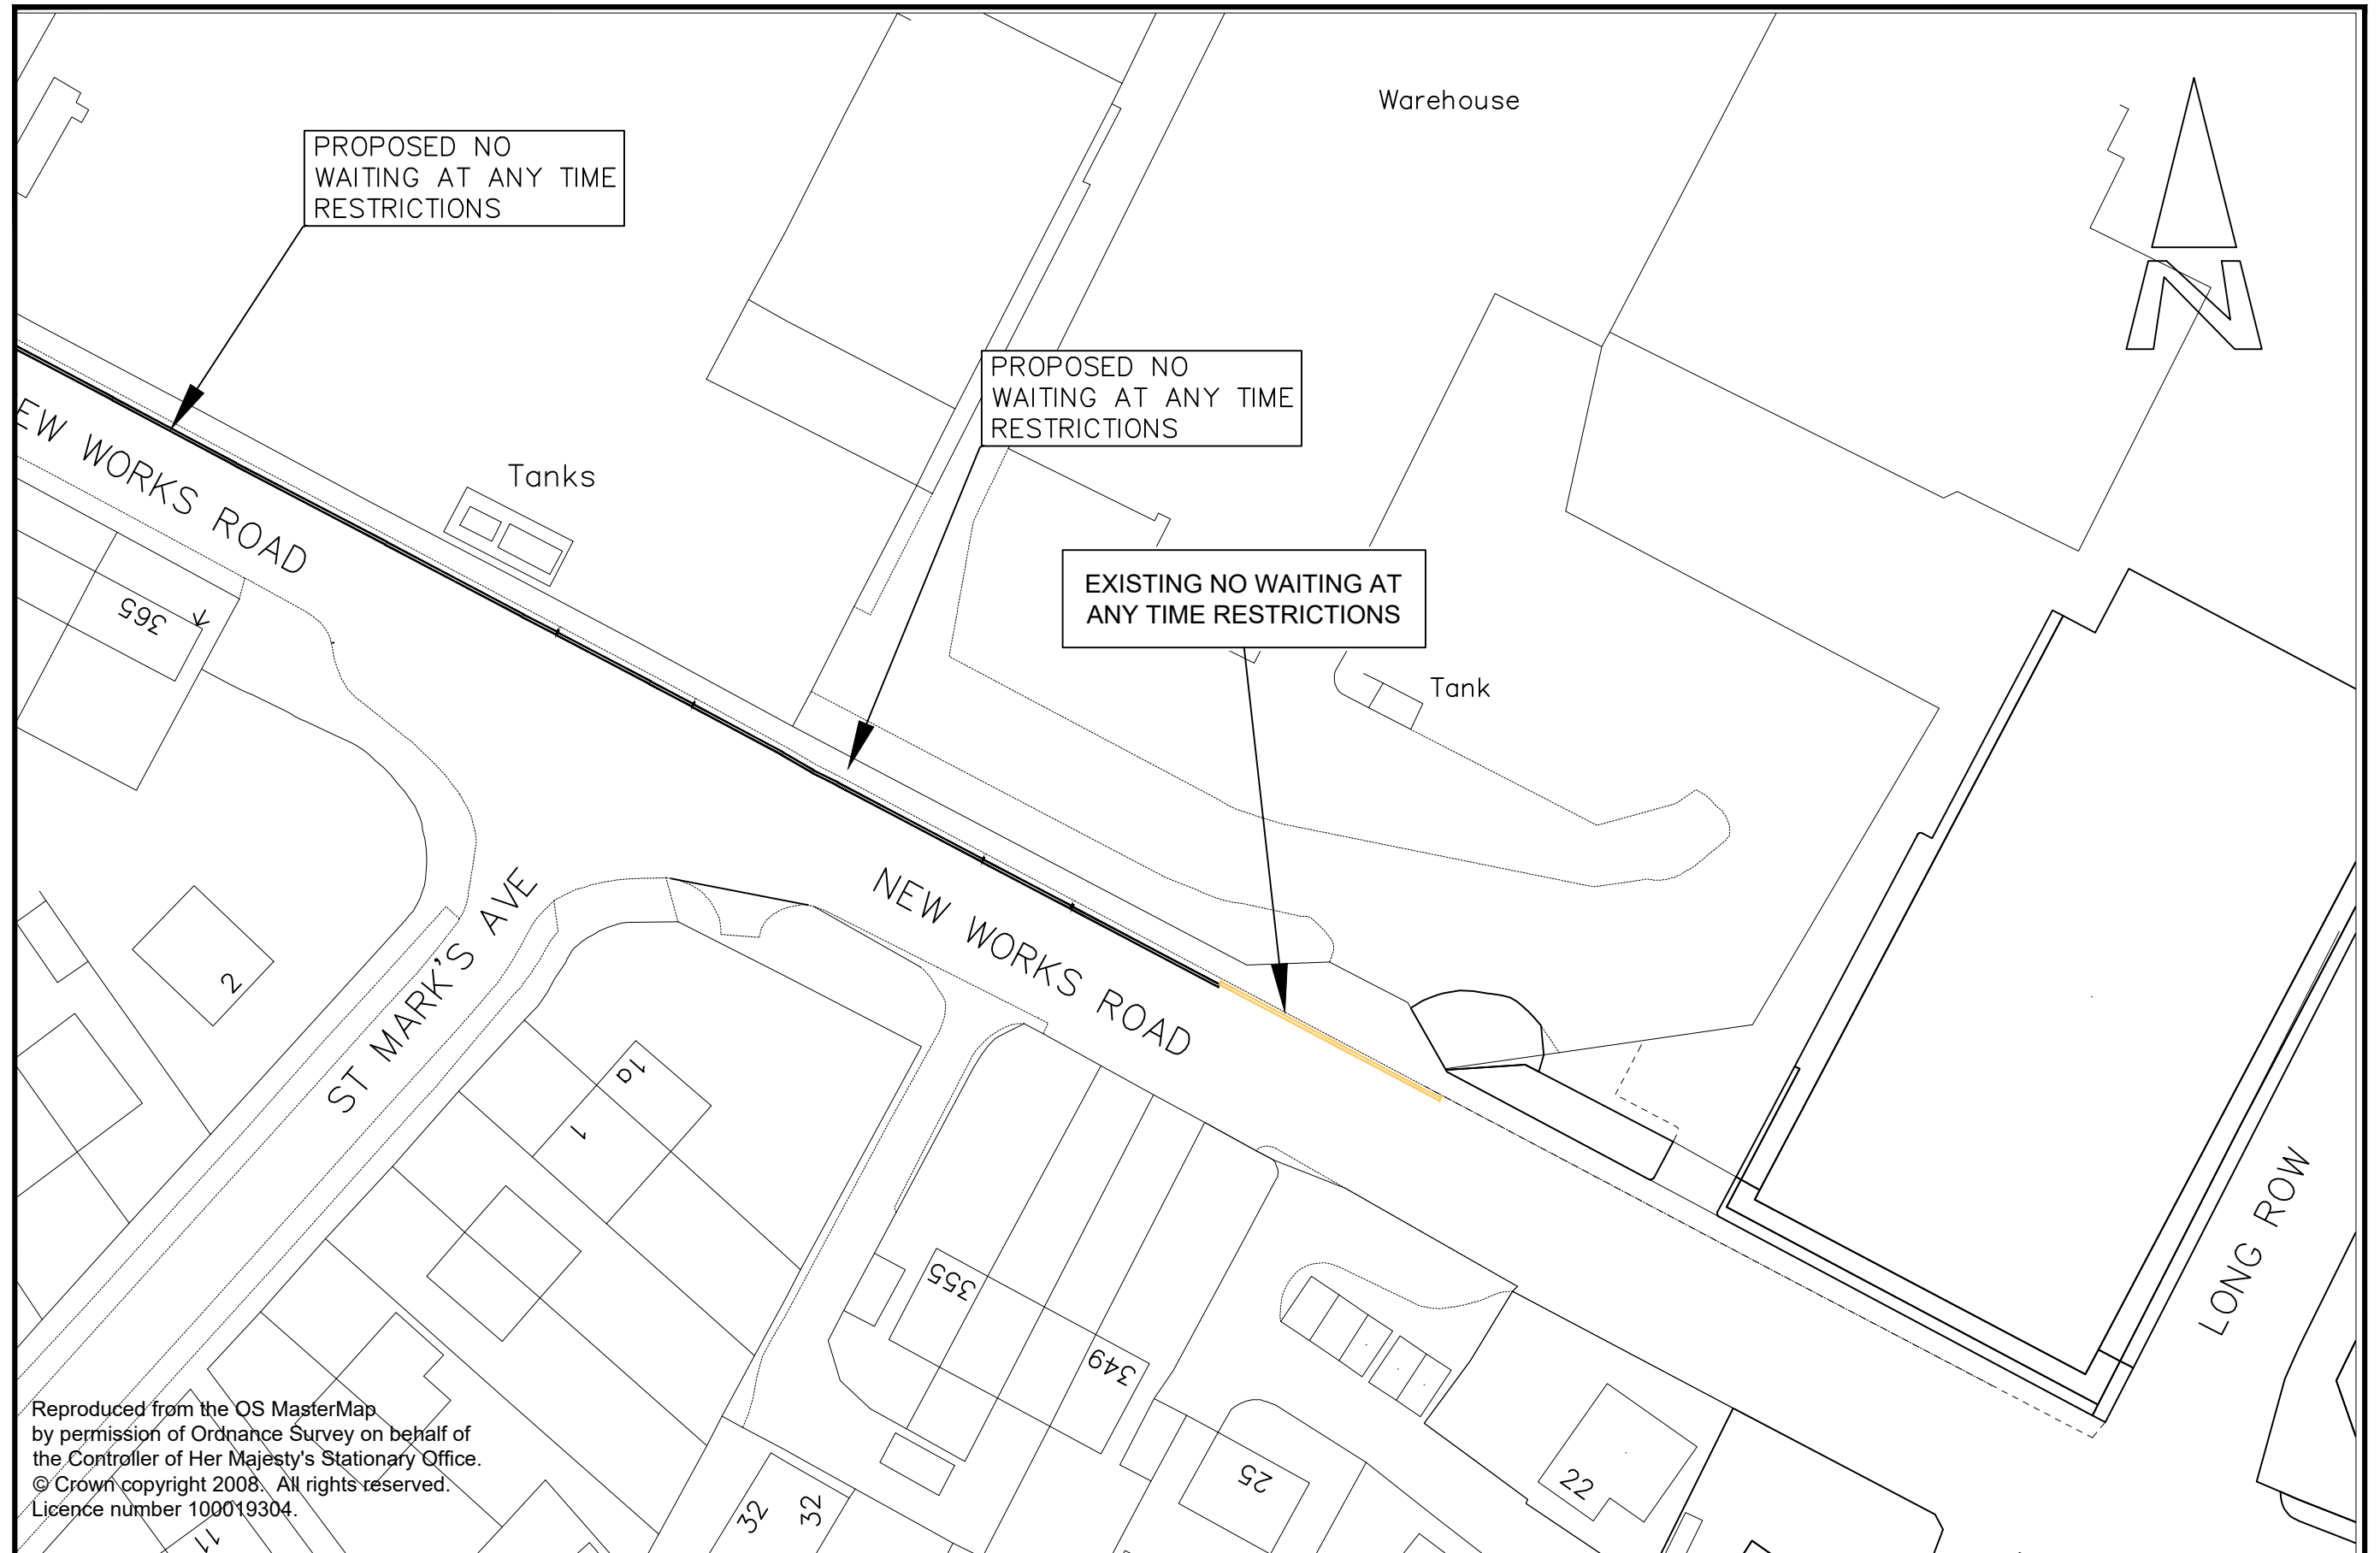 Warehouse
PROPOSED NO
WAITING AT ANY TIME
RESTRICTIONS
N
PROPOSED NO
WAITING AT ANY TIME
RESTRICTIONS
EW WORKS ROAD
Tanks
EXISTING NO WAITING AT
ANY TIME RESTRICTIONS
365
Tank
NEW WORKS ROAD
2
ST MARK'S AVE
1a
1
LONG ROW
355
349
25
22
32
32
11
Reproduced from the OS MasterMap
by permission of Ordnance Survey on behalf of
the Controller of Her Majesty's Stationary Office.
© Crown copyright 2008. All rights reserved.
Licence number 100019304.